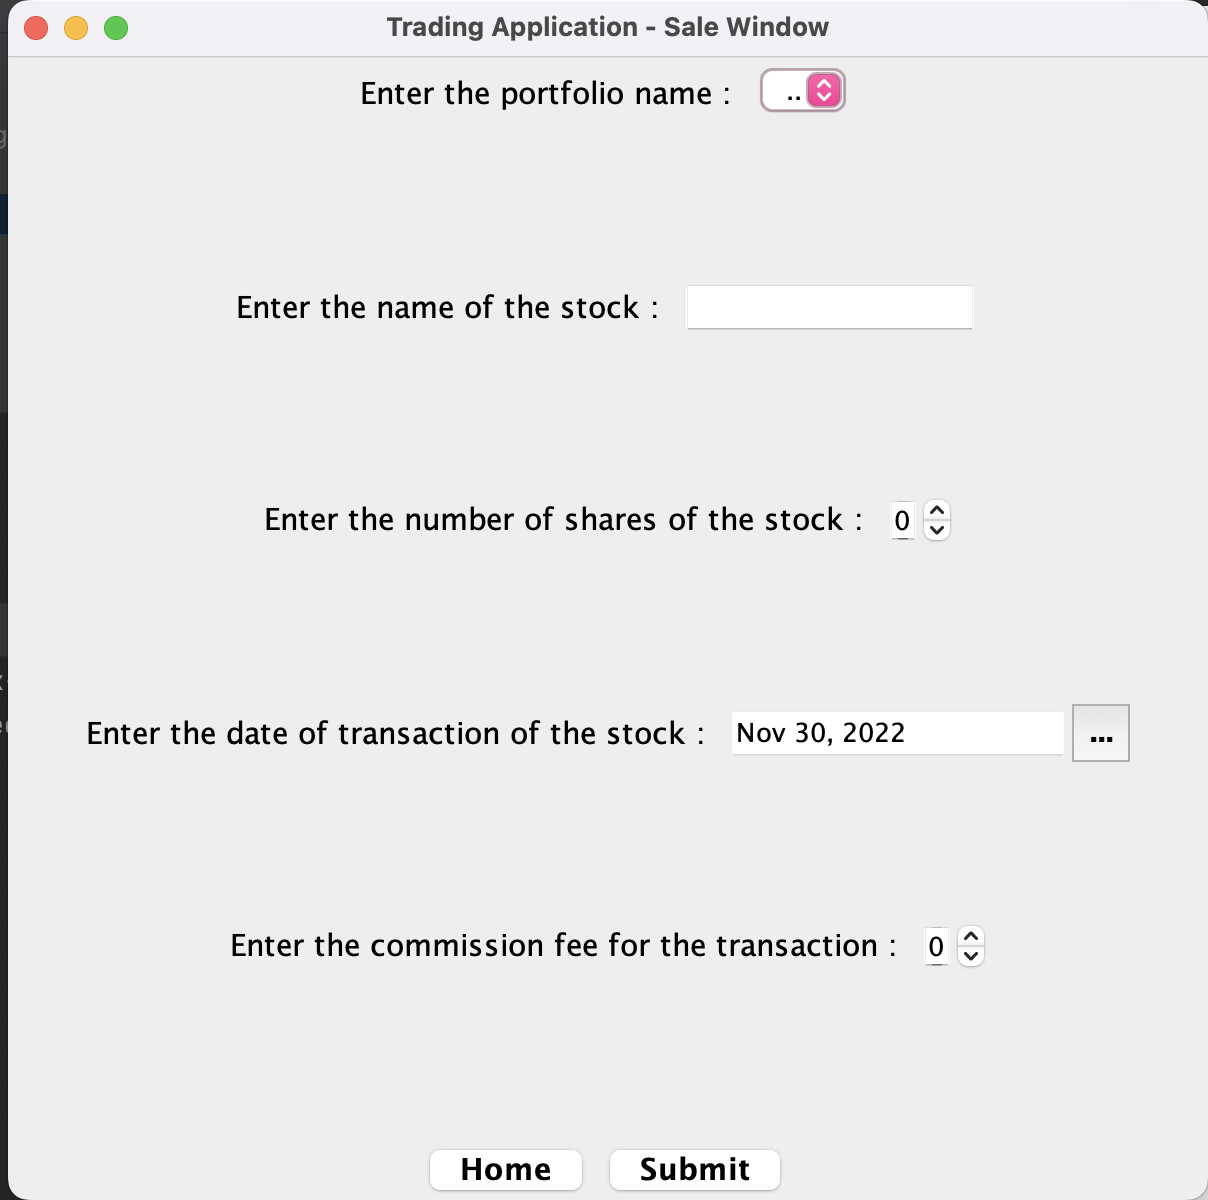 Trading Application - Sale Window
Enter the portfolio name : ..
Enter the name of the stock :
Enter the number of shares of the stock : 0
Enter the date of transaction of the stock : Nov 30, 2022 ...
Enter the commission fee for the transaction : 0
Home Submit